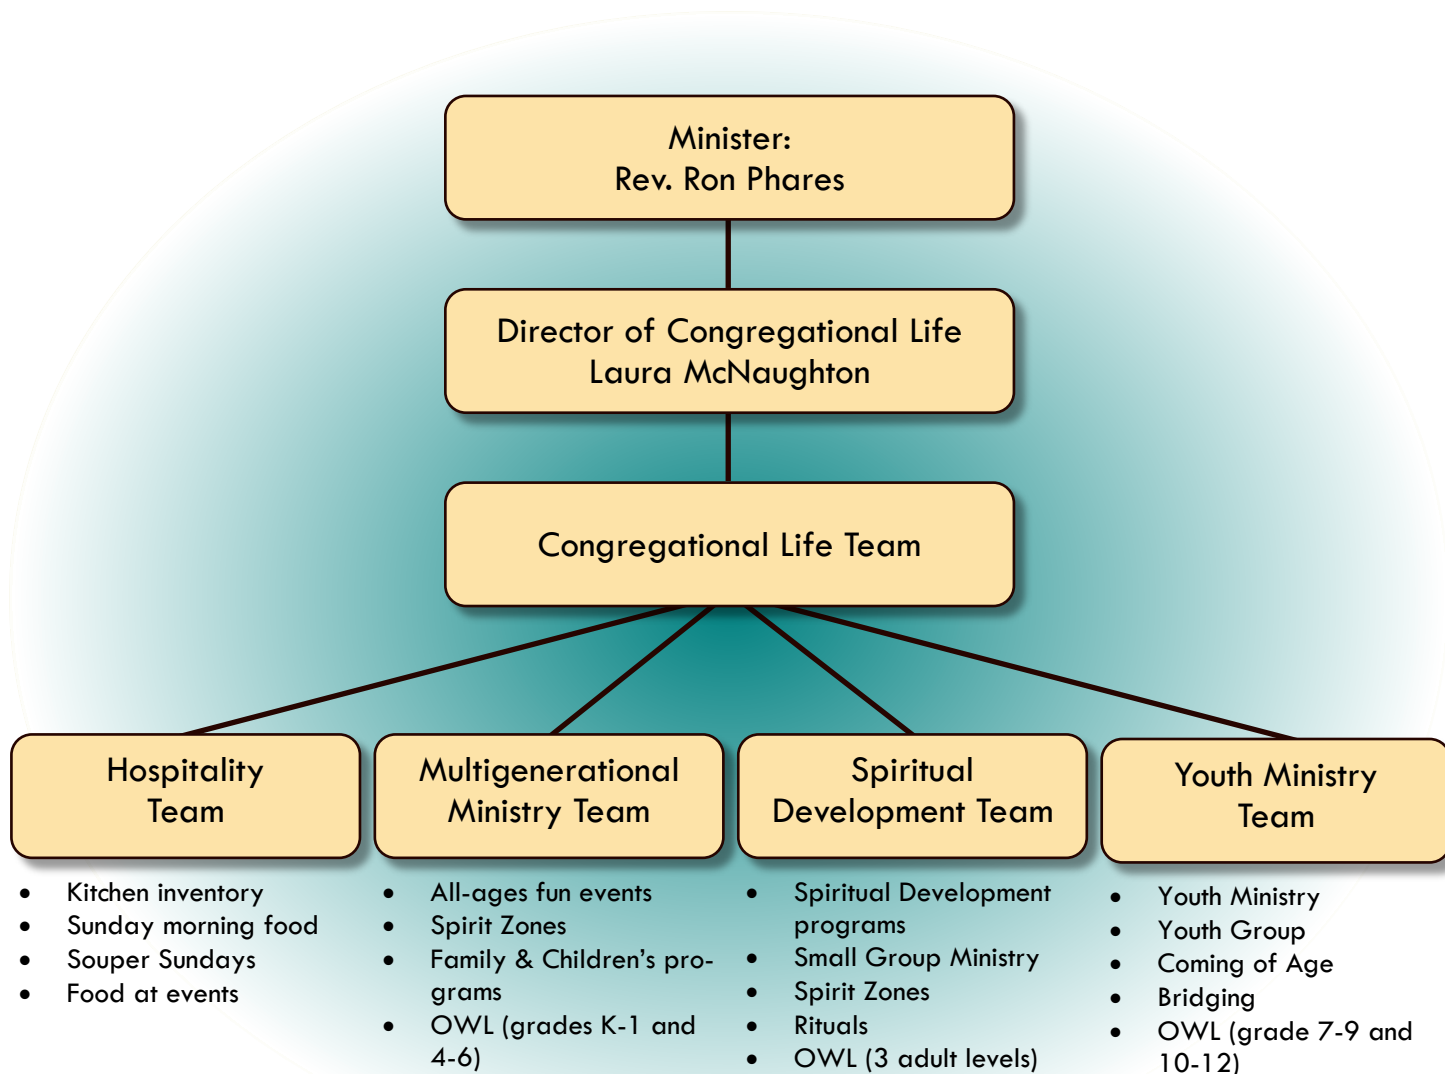 Minister:
Rev. Ron Phares
Director of Congregational Life
Laura McNaughton
Congregational Life Team
Hospitality
Team
• Kitchen inventory
• Sunday morning food
• Souper Sundays
• Food at events
Multigenerational
Ministry Team
• All-ages fun events
• Spirit Zones
• Family & Children’s pro-
grams
• OWL (grades K-1 and
4-6)
Spiritual
Development Team
• Spiritual Development
programs
• Small Group Ministry
• Spirit Zones
• Rituals
• OWL (3 adult levels)
Youth Ministry
Team
• Youth Ministry
• Youth Group
• Coming of Age
• Bridging
• OWL (grade 7-9 and
10-12)